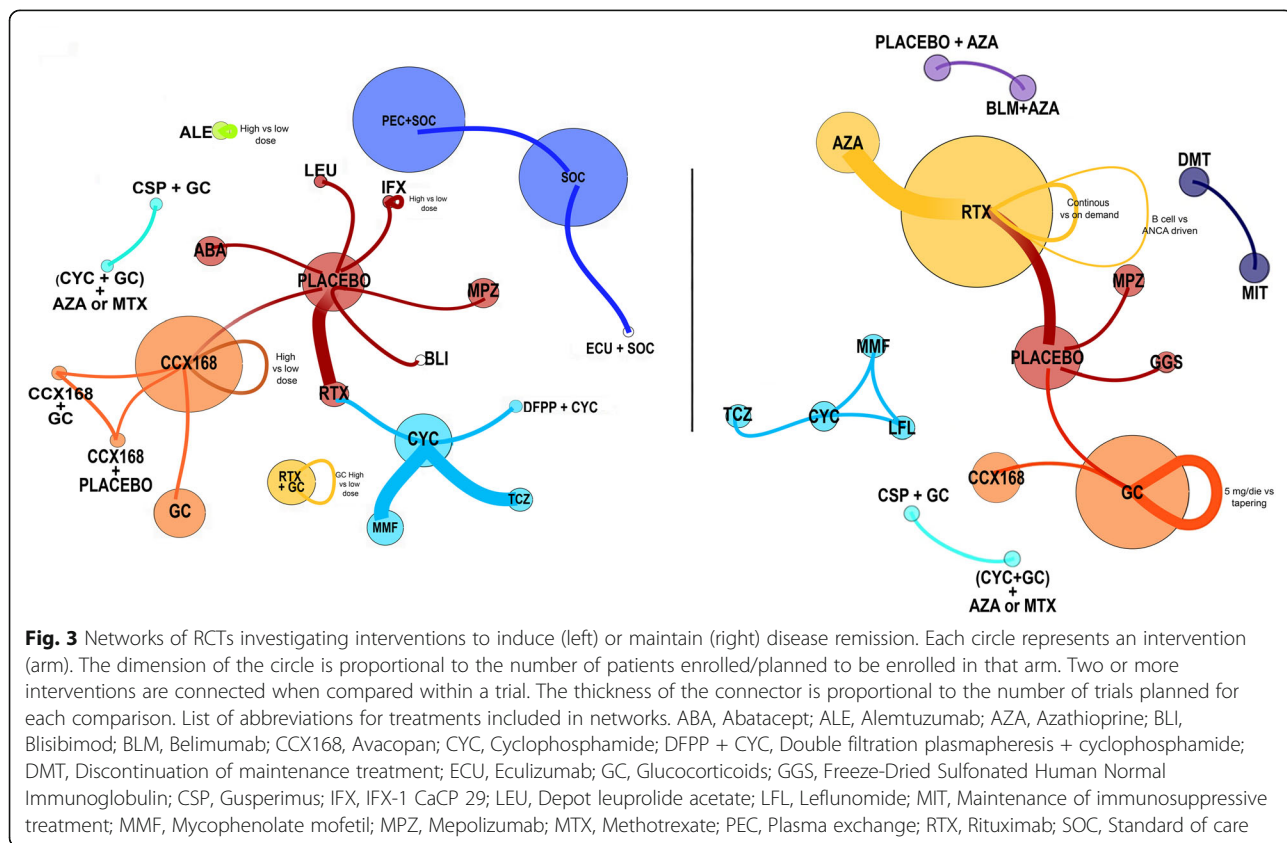 PEC+SOC
ALE
High vs low
dose
LEU
IFX
High vs low
dose
SOC
CSP + GC
ABA
PLACEBO
MPZ
(CYC + GC)
+
AZA or MTX
CCX168
High
vs low
dose
BLI
ECU + SOC
CCX168
+
GC
RTX
DFPP + CYC
CYC
CCX168
+
PLACEBO
RTX
+ GC
GC High
vs low
dose
GC
MMF
TCZ
PLACEBO + AZA
BLM+AZA
AZA
DMT
RTX
Continous
vs on demand
B cell vs
ANCA driven
MPZ
MIT
MMF
PLACEBO
GGS
TCZ
CYC
LFL
CCX168
GC
5 mg/die vs
tapering
CSP + GC
(CYC+GC)
+
AZA or MTX
Fig. 3 Networks of RCTs investigating interventions to induce (left) or maintain (right) disease remission. Each circle represents an intervention
(arm). The dimension of the circle is proportional to the number of patients enrolled/planned to be enrolled in that arm. Two or more
interventions are connected when compared within a trial. The thickness of the connector is proportional to the number of trials planned for
each comparison. List of abbreviations for treatments included in networks. ABA, Abatacept; ALE, Alemtuzumab; AZA, Azathioprine; BLI,
Blisibimod; BLM, Belimumab; CCX168, Avacopan; CYC, Cyclophosphamide; DFPP + CYC, Double filtration plasmapheresis + cyclophosphamide;
DMT, Discontinuation of maintenance treatment; ECU, Eculizumab; GC, Glucocorticoids; GGS, Freeze-Dried Sulfonated Human Normal
Immunoglobulin; CSP, Gusperimus; IFX, IFX-1 CaCP 29; LEU, Depot leuprolide acetate; LFL, Leflunomide; MIT, Maintenance of immunosuppressive
treatment; MMF, Mycophenolate mofetil; MPZ, Mepolizumab; MTX, Methotrexate; PEC, Plasma exchange; RTX, Rituximab; SOC, Standard of care